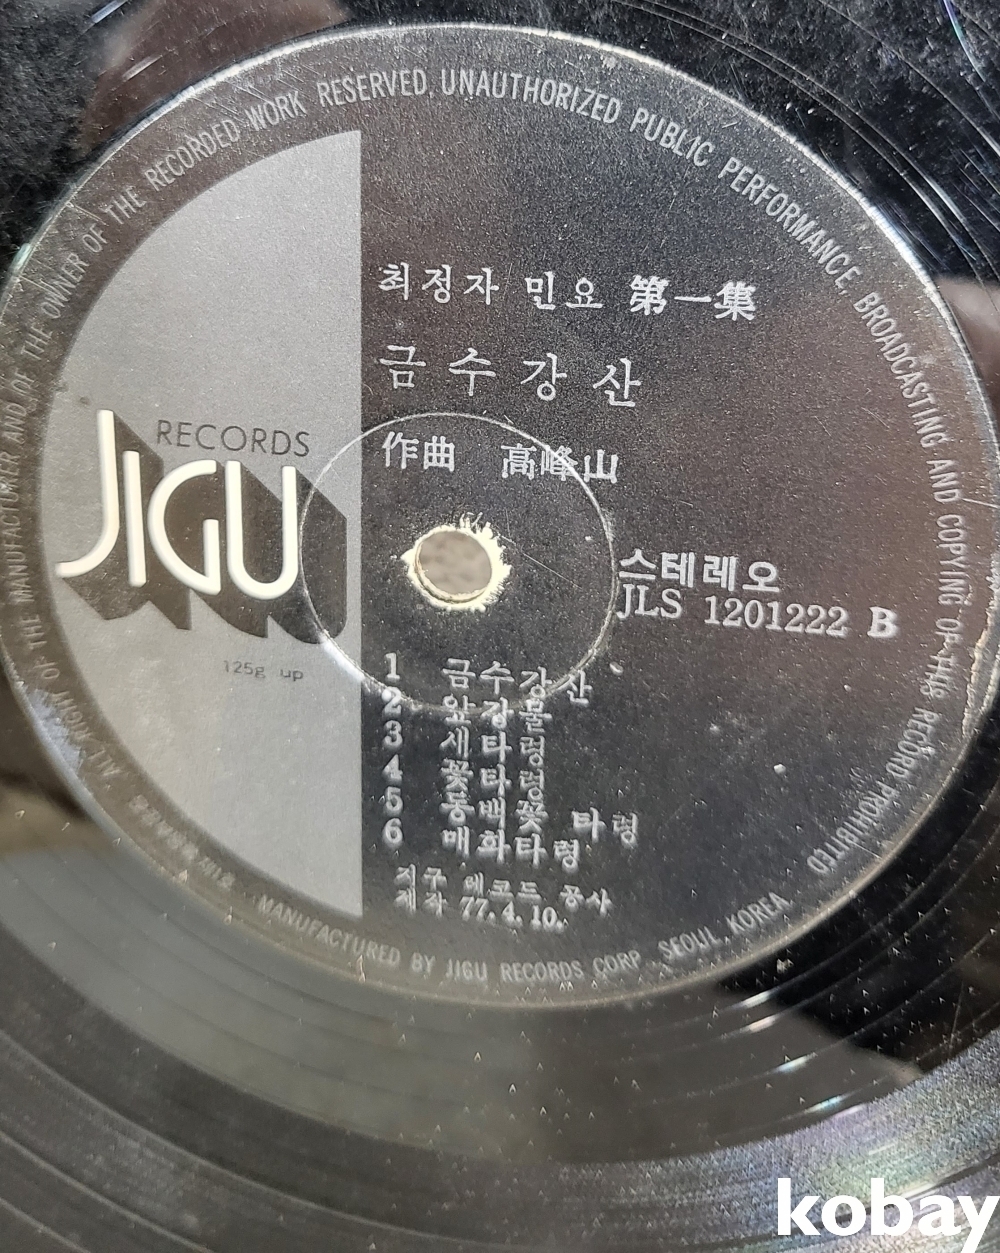 최정자 민요 第一集
금수강산
作曲 高峰山
RECORDS
JIGU
125g up
스테레오
JLS 1201222 B
1 금수강산
2 앞강물
3 새타령
4 꽃타령
5 동백꽃 타령
6 매화타령
지구 레코드 공사
제작 77.4.10.
ALL RIGHT OF THE MANUFACTURER AND OF THE OWNER OF THE RECORDED WORK RESERVED UNAUTHORIZED PUBLIC PERFORMANCE BROADCASTING AND COPYING OF THIS RECORD PROHIBITED
MANUFACTURED BY JIGU RECORDS CORP. SEOUL, KOREA
kobay